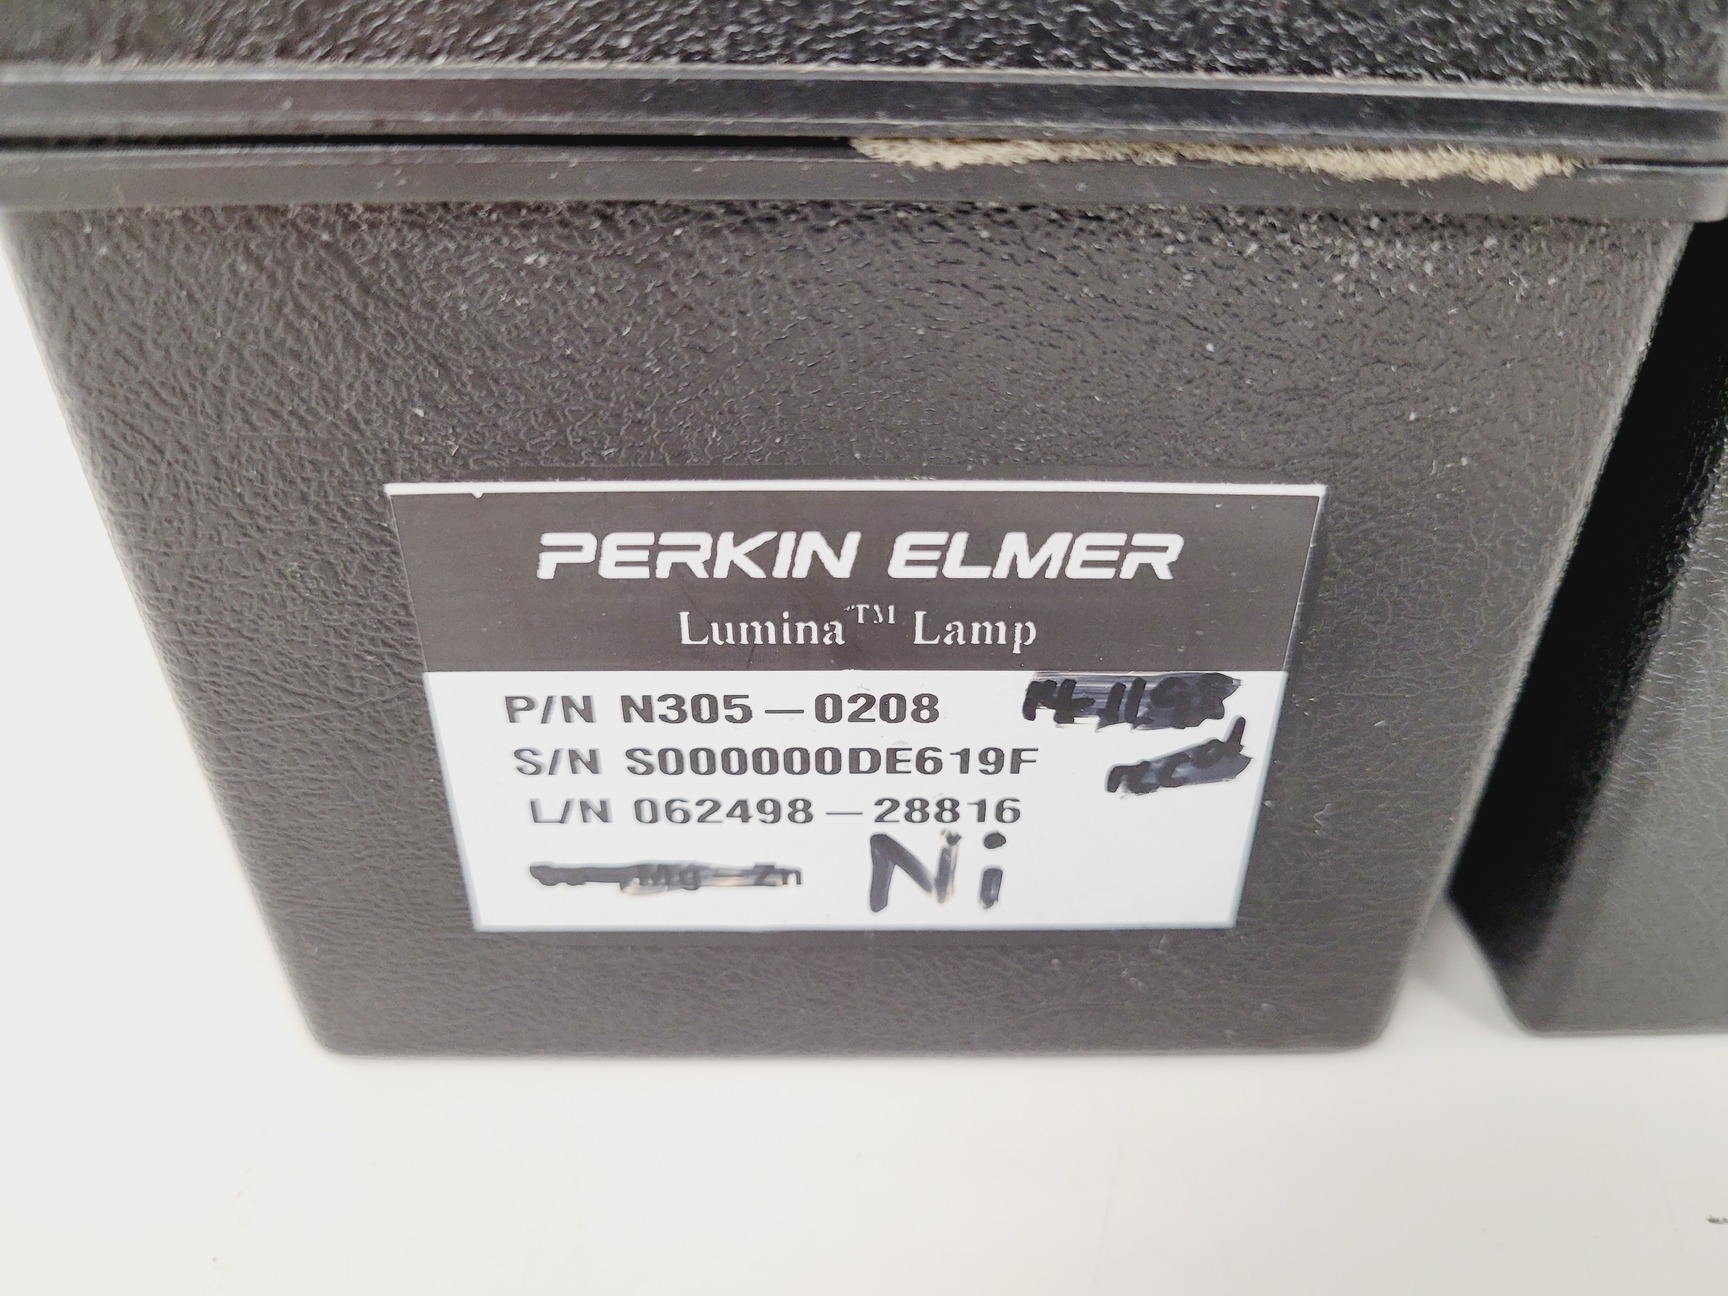 PERKIN ELMER
Lumina™ Lamp
P/N N305-0208
S/N S000000DE619F
L/N 062498-28816
Mg-Zn Ni